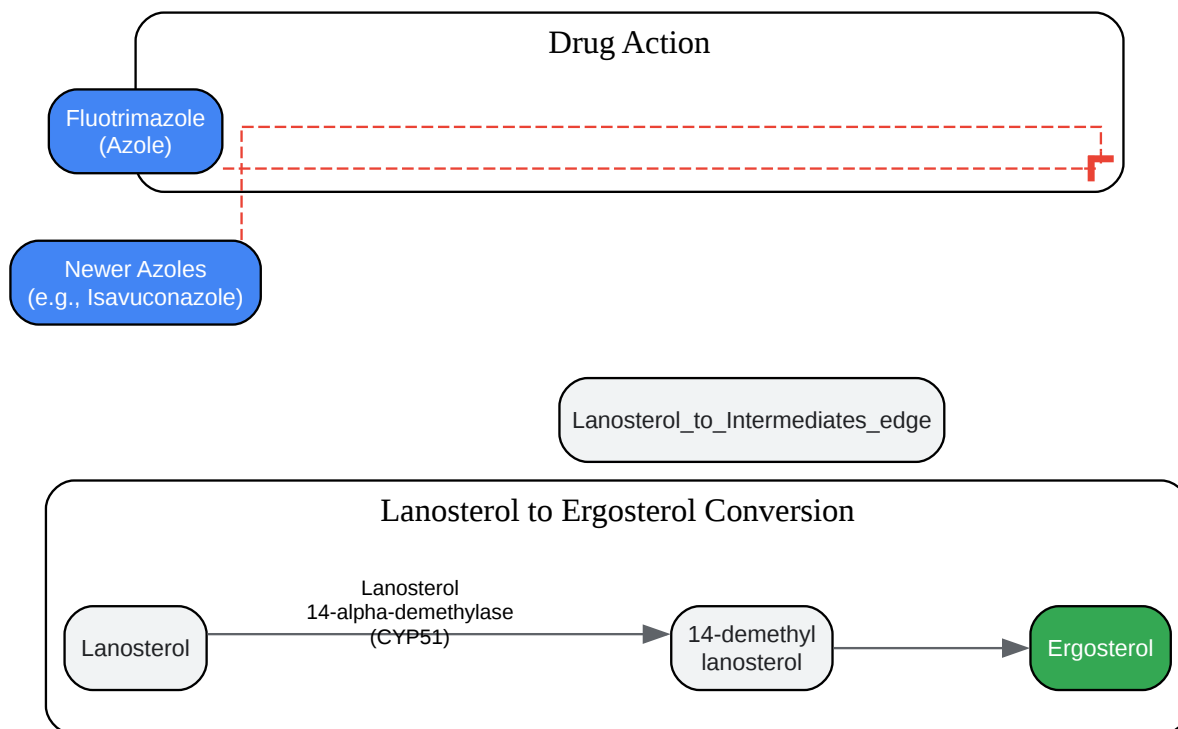 Drug Action
Fluotrimazole
(Azole)
Newer Azoles
(e.g., Isavuconazole)
Lanosterol_to_Intermediates_edge
Lanosterol to Ergosterol Conversion
Lanosterol
14-alpha-demethylase
(CYP51)
Lanosterol
14-demethyl
lanosterol
Ergosterol